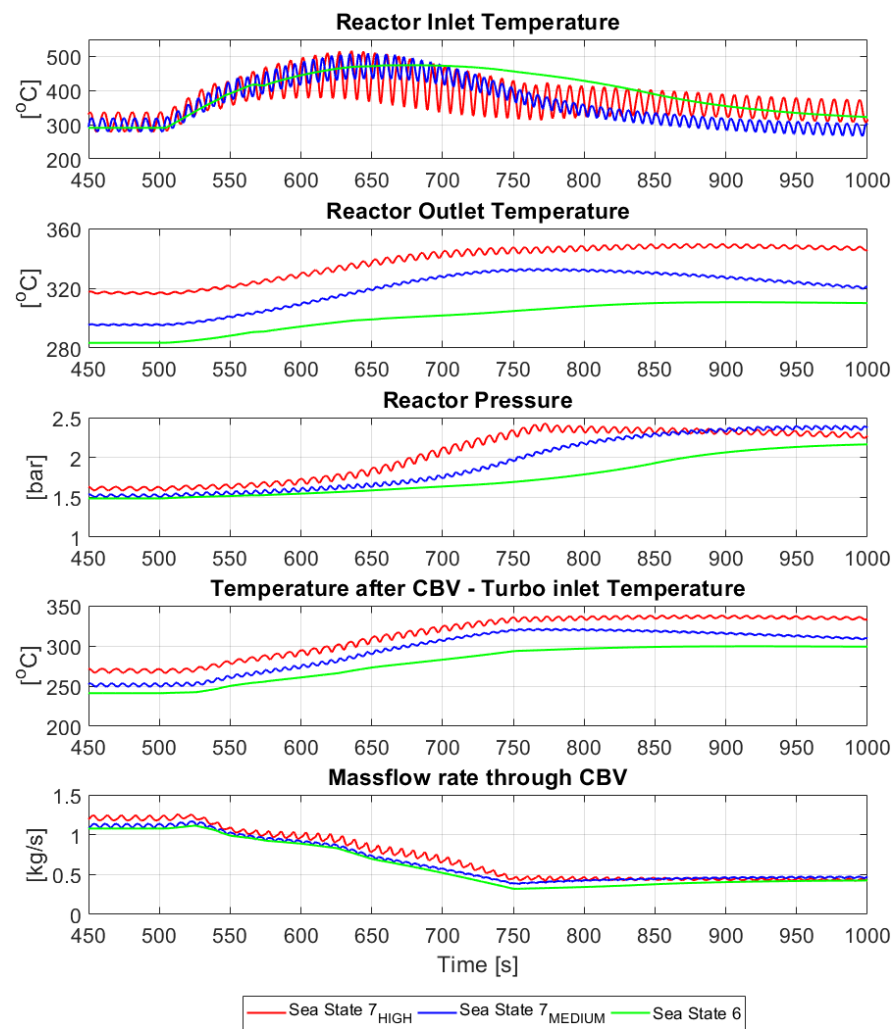 Reactor Inlet Temperature
[°C]
500
400
300
200
450 500 550 600 650 700 750 800 850 900 950 1000
Reactor Outlet Temperature
[°C]
360
320
280
450 500 550 600 650 700 750 800 850 900 950 1000
Reactor Pressure
[bar]
2.5
2
1.5
1
450 500 550 600 650 700 750 800 850 900 950 1000
Temperature after CBV - Turbo inlet Temperature
[°C]
350
300
250
200
450 500 550 600 650 700 750 800 850 900 950 1000
Massflow rate through CBV
[kg/s]
1.5
1
0.5
0
450 500 550 600 650 700 750 800 850 900 950 1000
Time [s]
Sea State 7HIGH Sea State 7MEDIUM Sea State 6